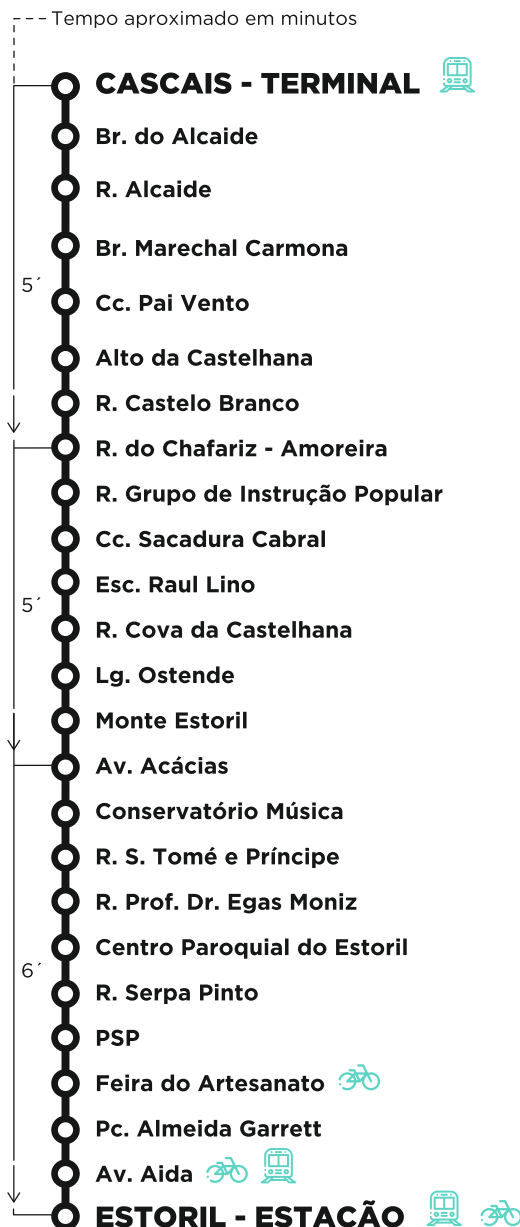 Tempo aproximado em minutos
CASCAIS - TERMINAL
Br. do Alcaide
R. Alcaide
Br. Marechal Carmona
5´
Cc. Pai Vento
Alto da Castelhana
R. Castelo Branco
R. do Chafariz - Amoreira
R. Grupo de Instrução Popular
Cc. Sacadura Cabral
Esc. Raul Lino
5´
R. Cova da Castelhana
Lg. Ostende
Monte Estoril
Av. Acácias
Conservatório Música
R. S. Tomé e Príncipe
R. Prof. Dr. Egas Moniz
Centro Paroquial do Estoril
6´
R. Serpa Pinto
PSP
Feira do Artesanato
Pc. Almeida Garrett
Av. Aida
ESTORIL - ESTAÇÃO